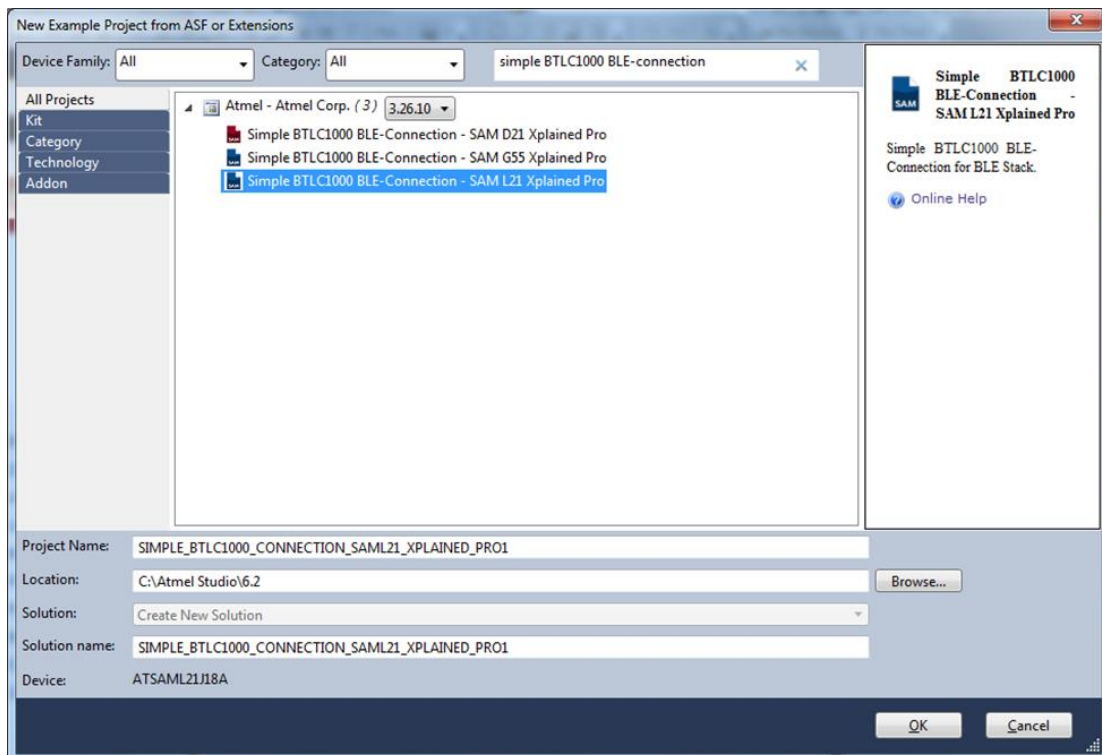 New Example Project from ASF or Extensions
Device Family: All Category: All simple BTLC1000 BLE-connection
All Projects
Kit
Category
Technology
Addon
Atmel - Atmel Corp. (3) 3.26.10
Simple BTLC1000 BLE-Connection - SAM D21 Xplained Pro
Simple BTLC1000 BLE-Connection - SAM G55 Xplained Pro
Simple BTLC1000 BLE-Connection - SAM L21 Xplained Pro
SAM
Simple BTLC1000
BLE-Connection -
SAM L21 Xplained Pro
Simple BTLC1000 BLE-
Connection for BLE Stack.
Online Help
Project Name: SIMPLE_BTLC1000_CONNECTION_SAML21_XPLAINED_PRO1
Location: C:\Atmel Studio\6.2 Browse...
Solution: Create New Solution
Solution name: SIMPLE_BTLC1000_CONNECTION_SAML21_XPLAINED_PRO1
Device: ATSAML21J18A
OK Cancel